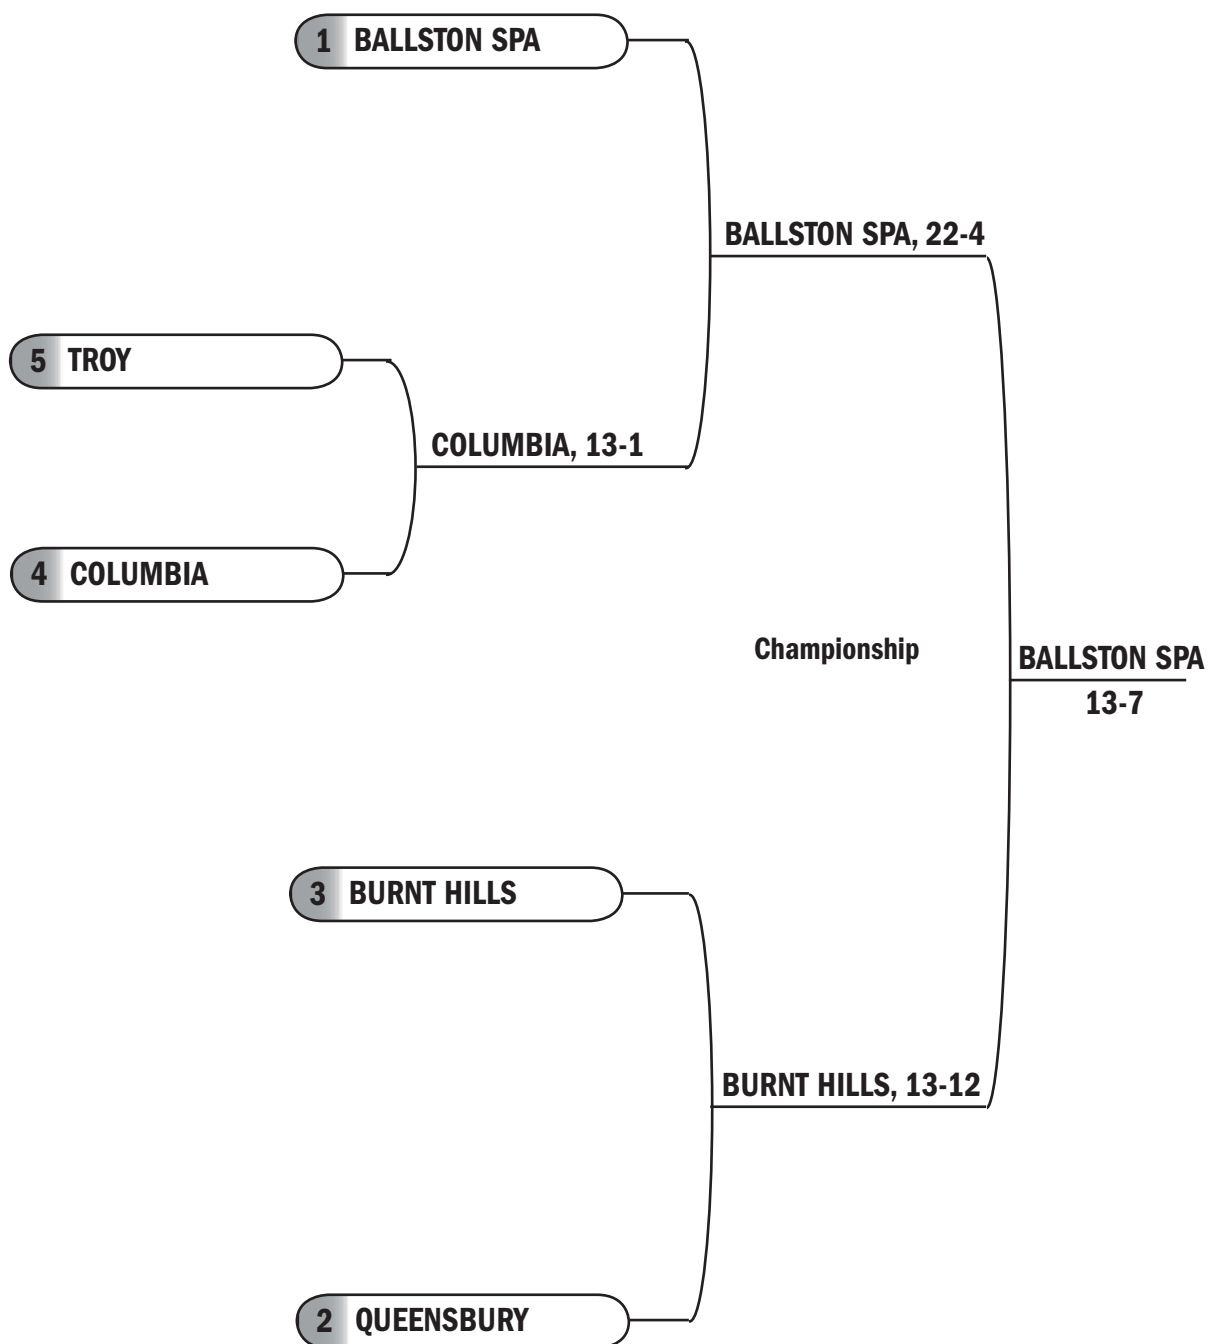 1 BALLSTON SPA
BALLSTON SPA, 22-4
5 TROY
COLUMBIA, 13-1
4 COLUMBIA
Championship
BALLSTON SPA
13-7
3 BURNT HILLS
BURNT HILLS, 13-12
2 QUEENSBURY